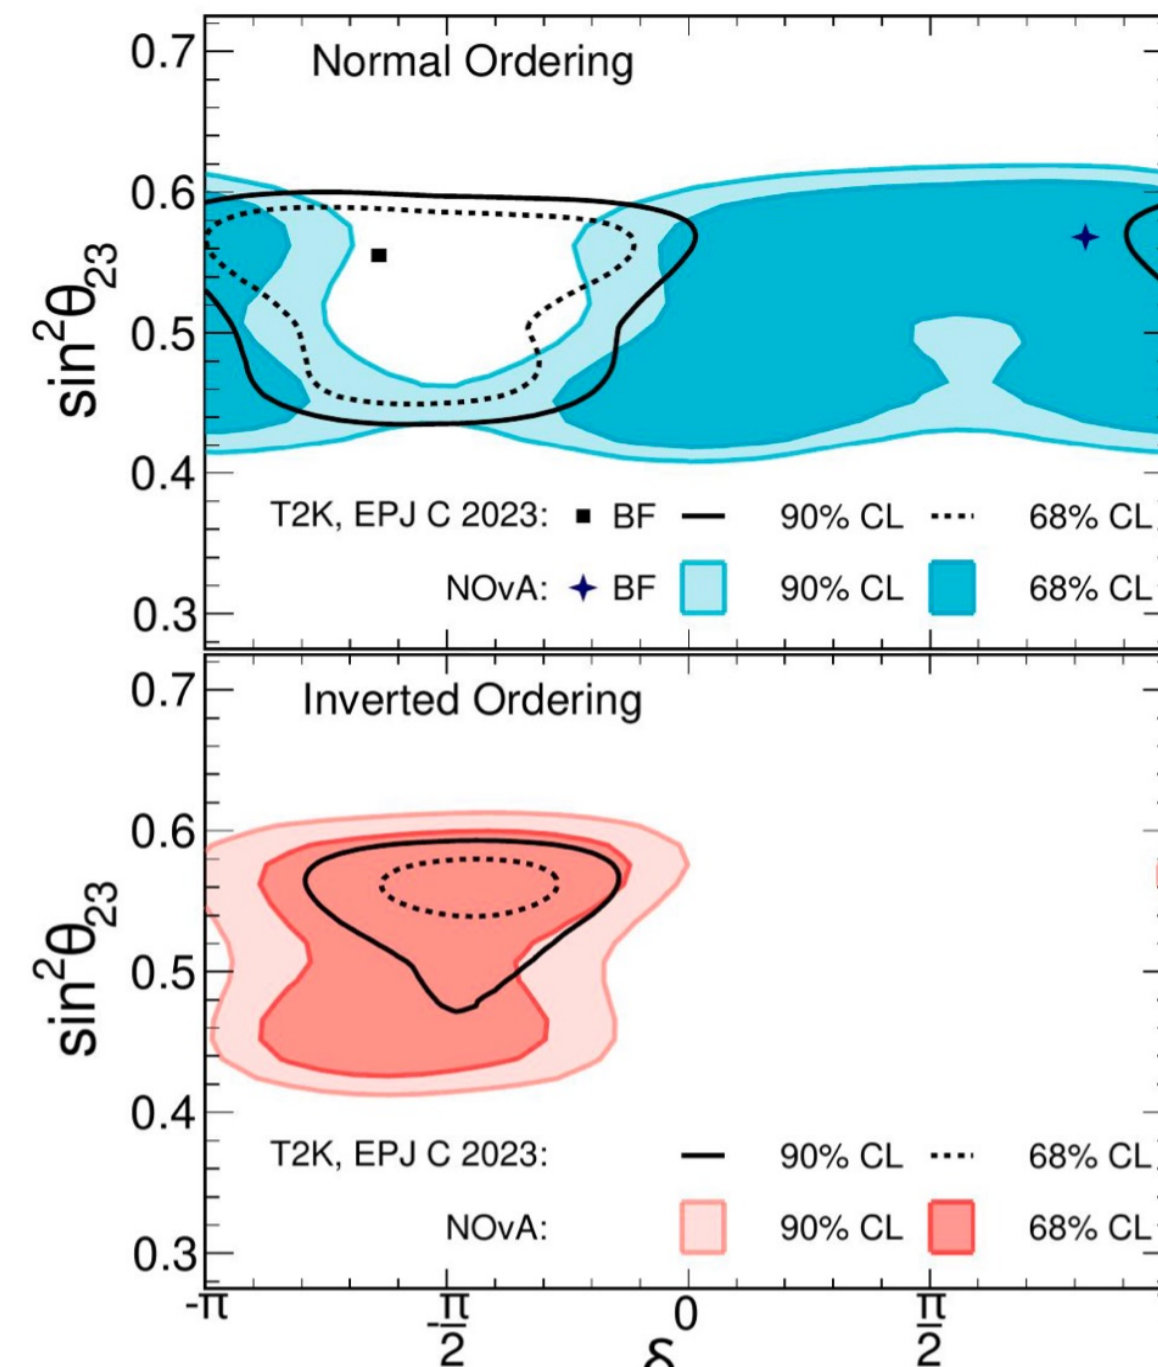 Normal Ordering
0.7
0.6
0.5
0.4
0.3
sin²θ₂₃
T2K, EPJ C 2023: BF 90% CL 68% CL
NOvA: BF 90% CL 68% CL
Inverted Ordering
0.7
0.6
0.5
0.4
0.3
sin²θ₂₃
T2K, EPJ C 2023: 90% CL 68% CL
NOvA: 90% CL 68% CL
-π -π/2 0 π/2